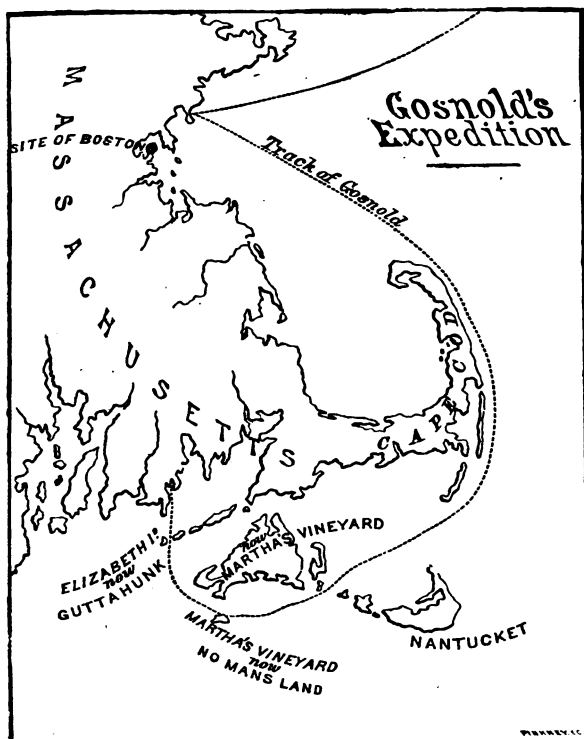 Gosnold's
Expedition
MASSACHUSETTS
SITE OF BOSTON
Track of Gosnold
CAPE COD
ELIZABETH Iᵈ
now
GUTTAHUNK
now
MARTHA'S VINEYARD
MARTHA'S VINEYARD
now
NO MANS LAND
NANTUCKET